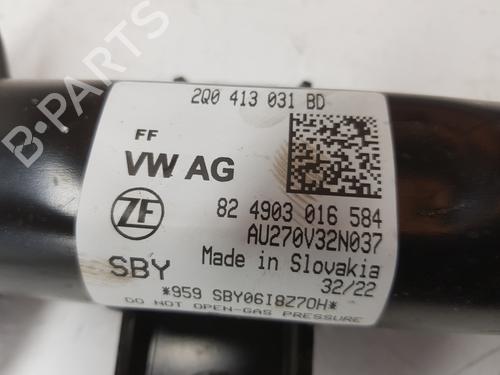 2Q0 413 031 BD
FF
VW AG
ZF
82 4903 016 584
AU270V32N037
Made in Slovakia
SBY
32/22
*959 SBY06I8Z70H*
DO NOT OPEN-GAS PRESSURE
B-PARTS